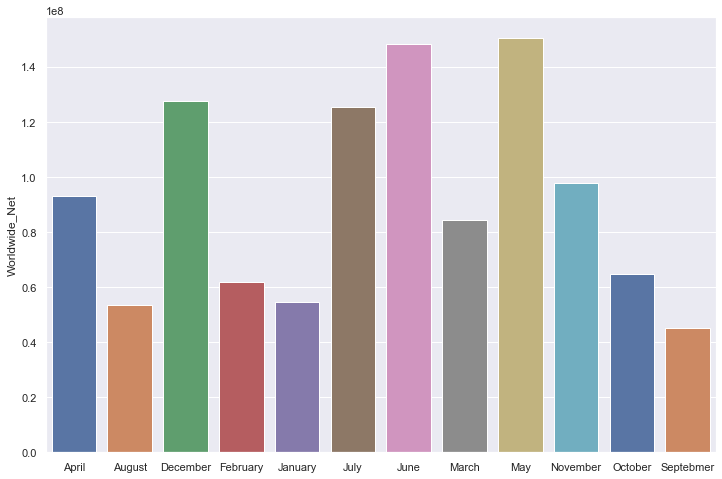 1e8
Worldwide_Net
1.4
1.2
1.0
0.8
0.6
0.4
0.2
0.0
April August December February January July June March May November October Septebmer